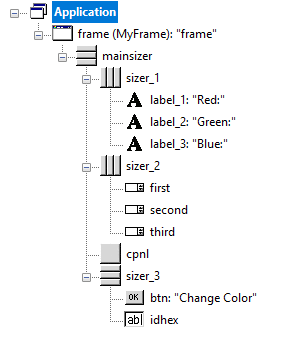 Application
frame (MyFrame): "frame"
mainsizer
sizer_1
A label_1: "Red:"
A label_2: "Green:"
A label_3: "Blue:"
sizer_2
first
second
third
cpnl
sizer_3
OK btn: "Change Color"
ab| idhex